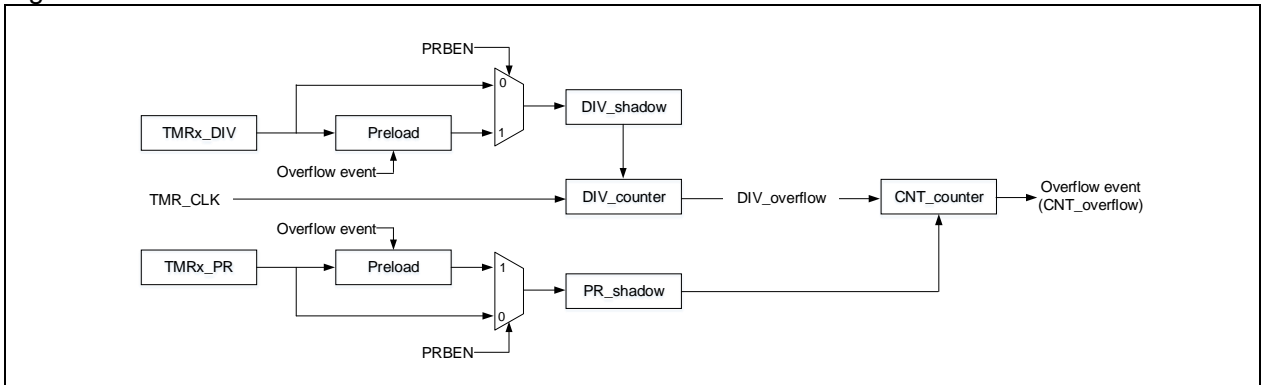 PRBEN
0
DIV_shadow
TMRx_DIV
Preload
1
Overflow event
TMR_CLK
DIV_counter
DIV_overflow
CNT_counter
Overflow event
(CNT_overflow)
Overflow event
TMRx_PR
Preload
1
PR_shadow
0
PRBEN